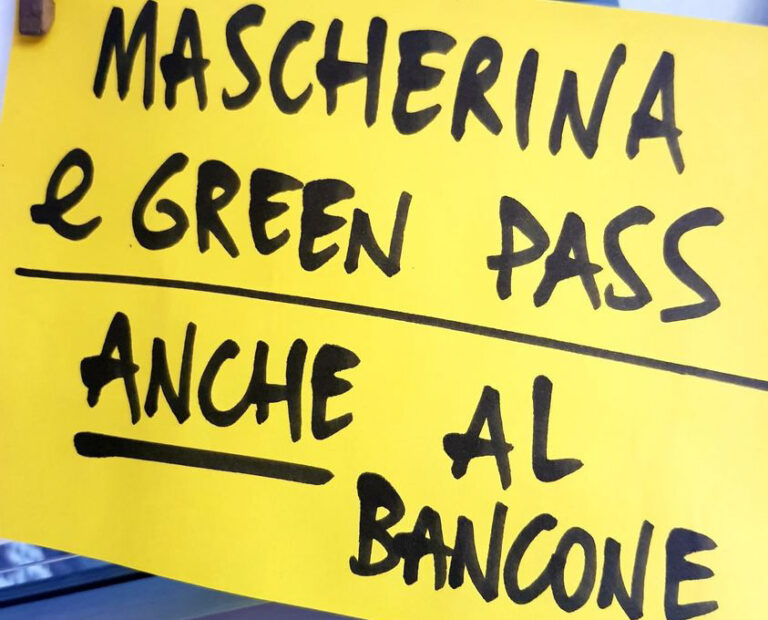 MASCHERINA
e GREEN PASS
ANCHE AL
BANCONE